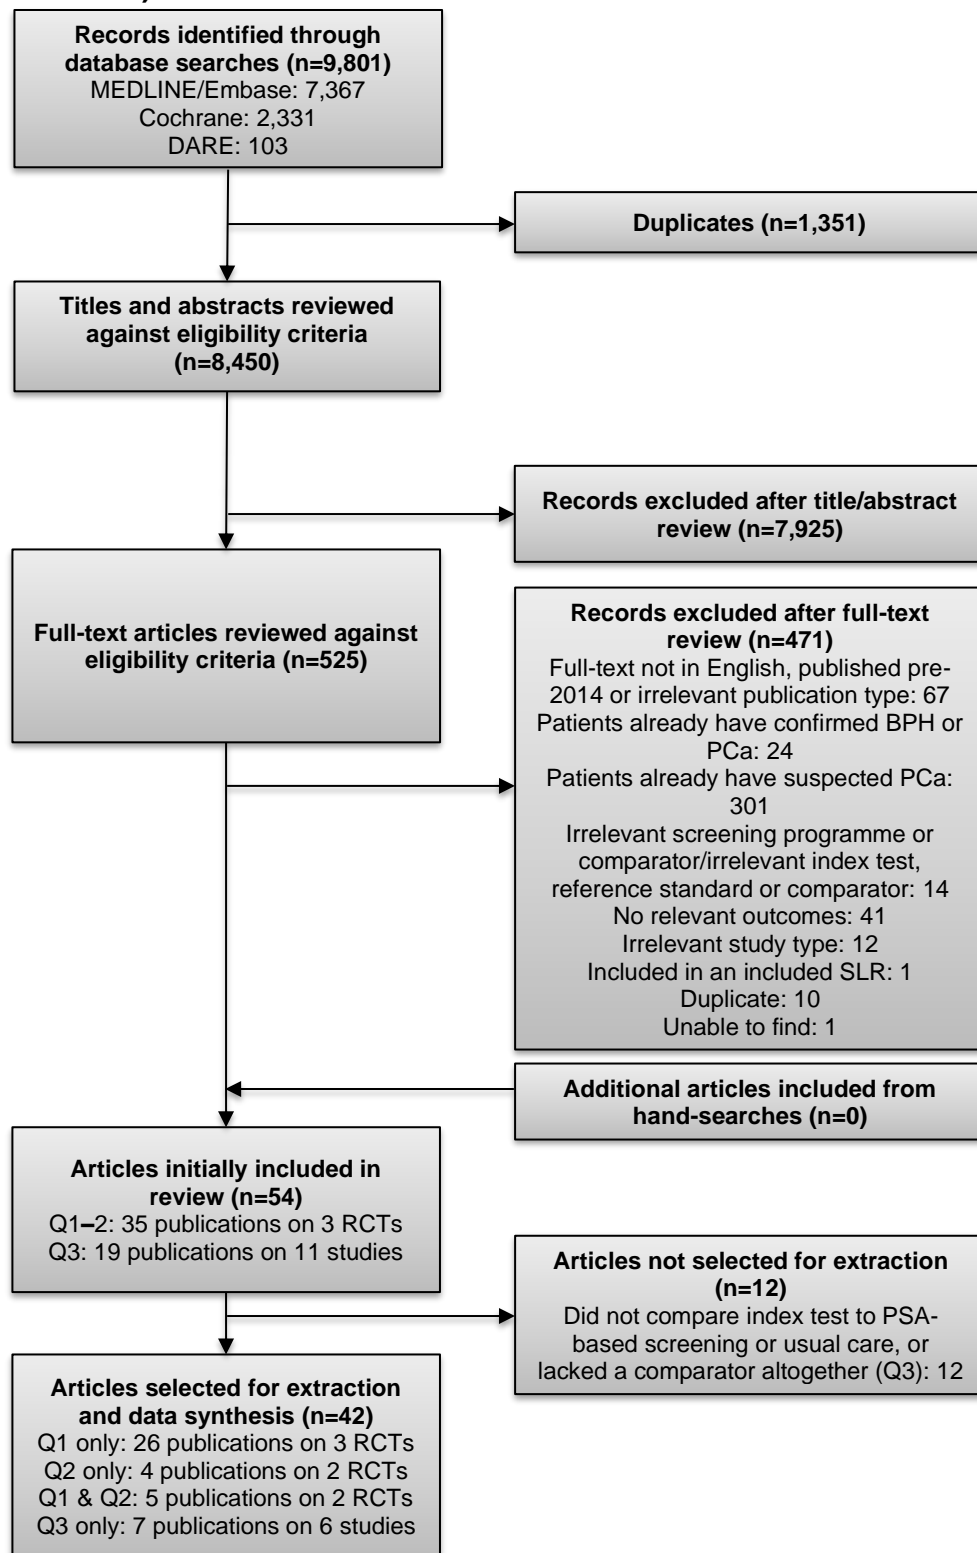 Records identified through
database searches (n=9,801)
MEDLINE/Embase: 7,367
Cochrane: 2,331
DARE: 103
Duplicates (n=1,351)
Titles and abstracts reviewed
against eligibility criteria
(n=8,450)
Records excluded after title/abstract
review (n=7,925)
Full-text articles reviewed against
eligibility criteria (n=525)
Records excluded after full-text
review (n=471)
Full-text not in English, published pre-
2014 or irrelevant publication type: 67
Patients already have confirmed BPH or
PCa: 24
Patients already have suspected PCa:
301
Irrelevant screening programme or
comparator/irrelevant index test,
reference standard or comparator: 14
No relevant outcomes: 41
Irrelevant study type: 12
Included in an included SLR: 1
Duplicate: 10
Unable to find: 1
Additional articles included from
hand-searches (n=0)
Articles initially included in
review (n=54)
Q1–2: 35 publications on 3 RCTs
Q3: 19 publications on 11 studies
Articles not selected for extraction
(n=12)
Did not compare index test to PSA-
based screening or usual care, or
lacked a comparator altogether (Q3): 12
Articles selected for extraction
and data synthesis (n=42)
Q1 only: 26 publications on 3 RCTs
Q2 only: 4 publications on 2 RCTs
Q1 & Q2: 5 publications on 2 RCTs
Q3 only: 7 publications on 6 studies